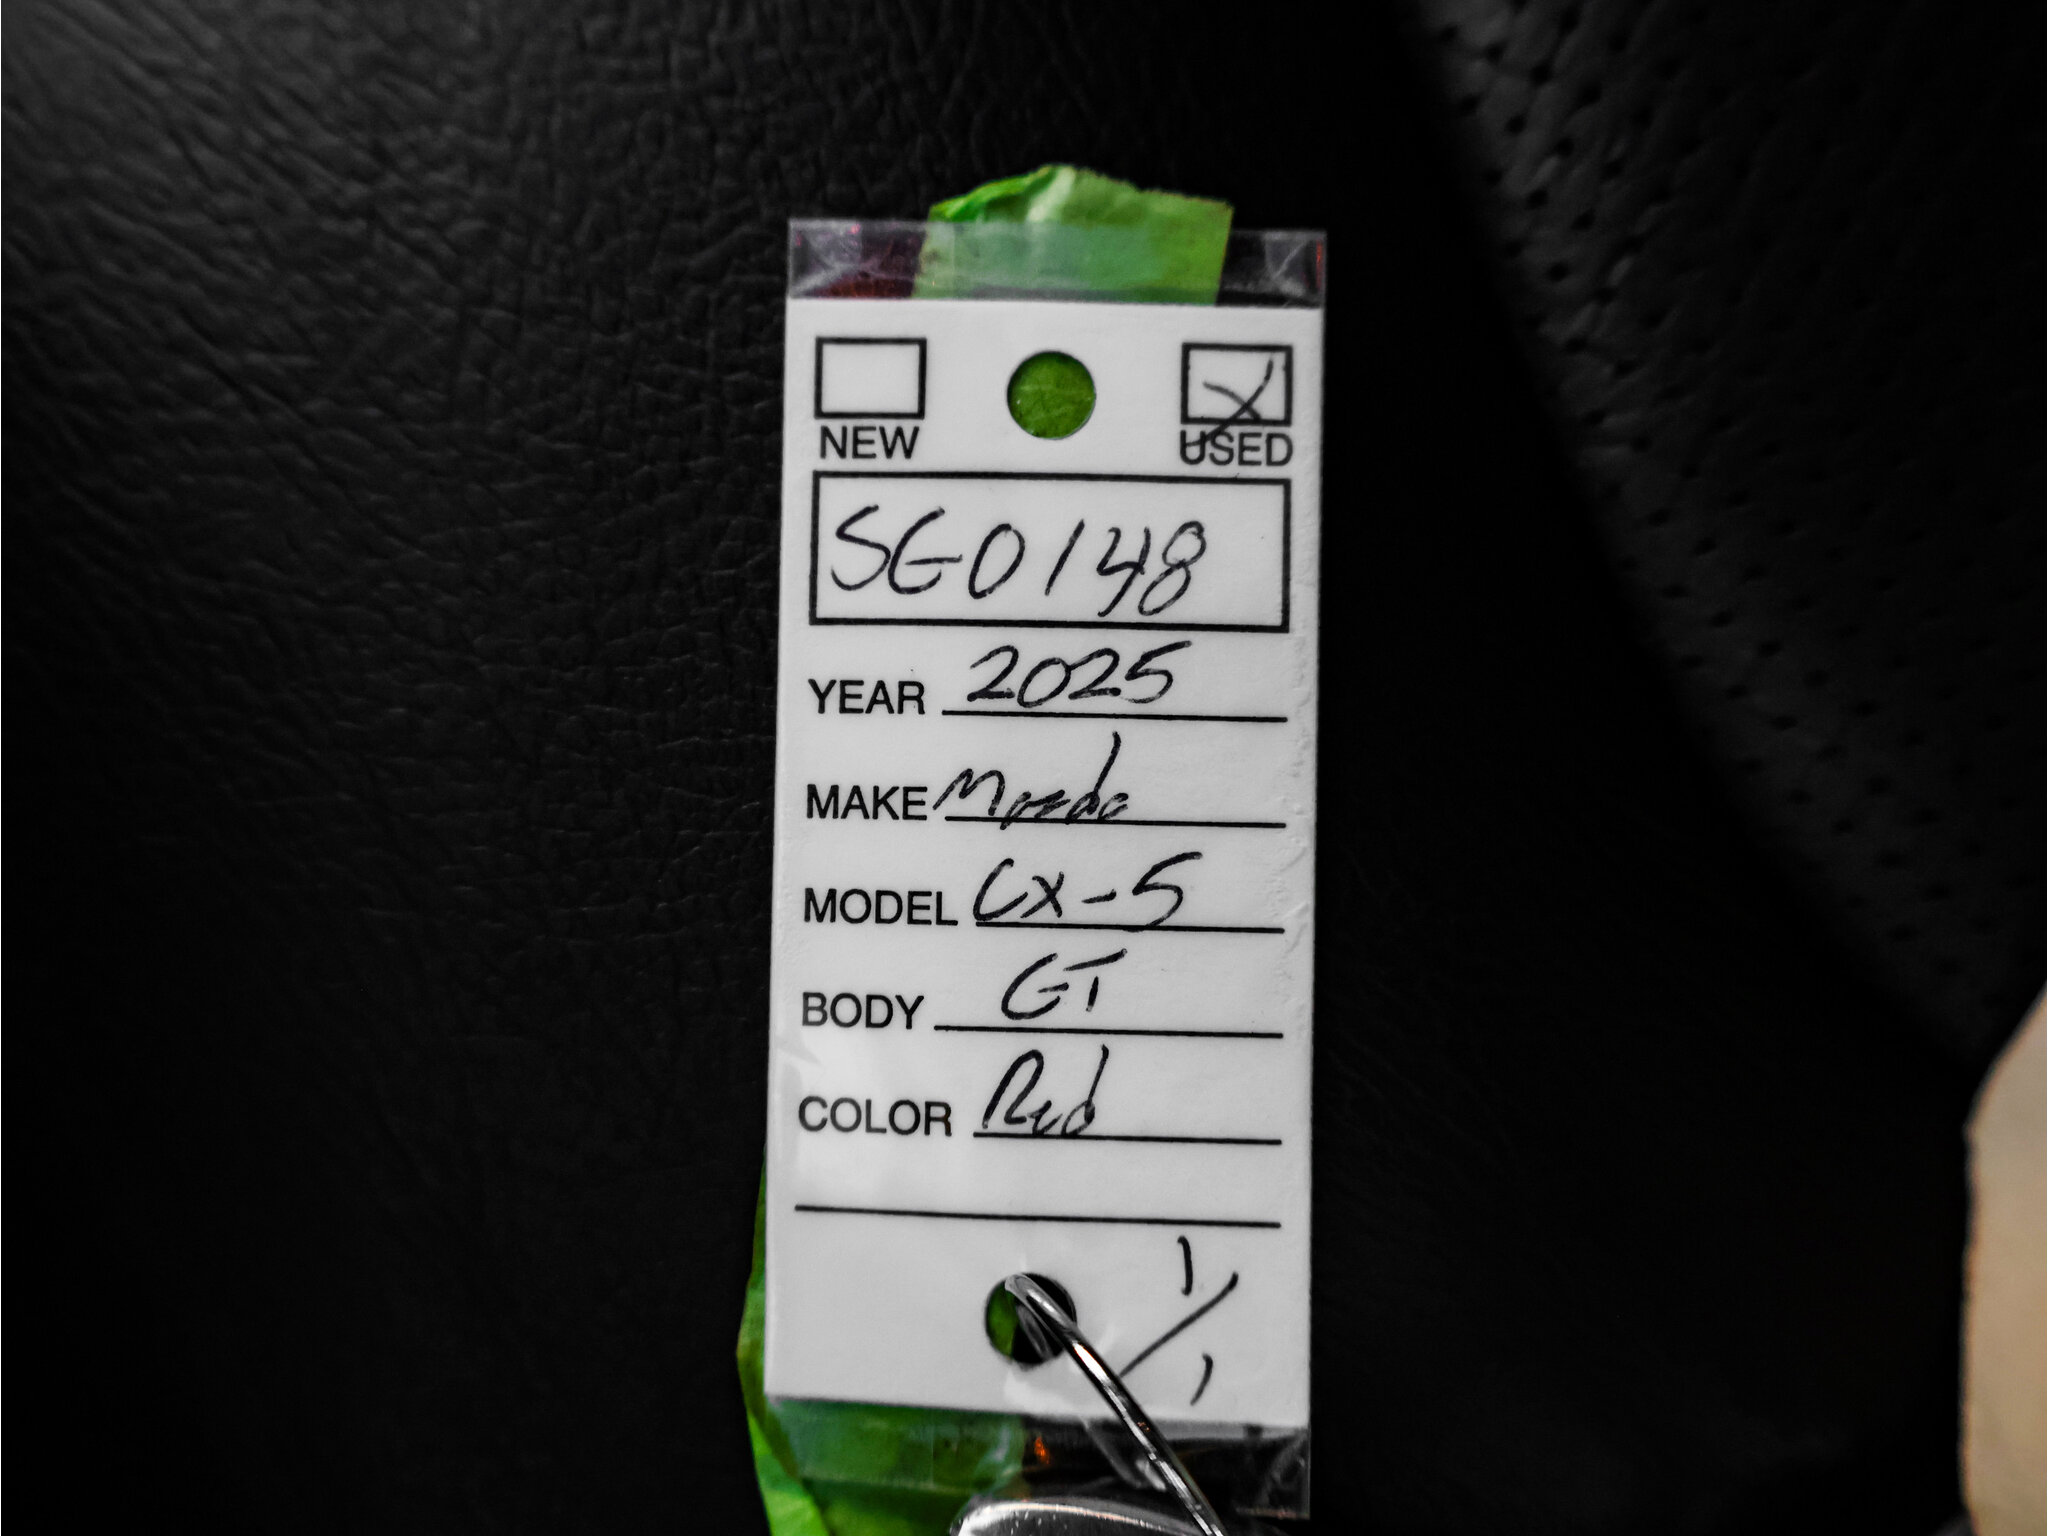 NEW USED
SG0148
YEAR 2025
MAKE Mazda
MODEL CX-5
BODY GT
COLOR Red
1/1